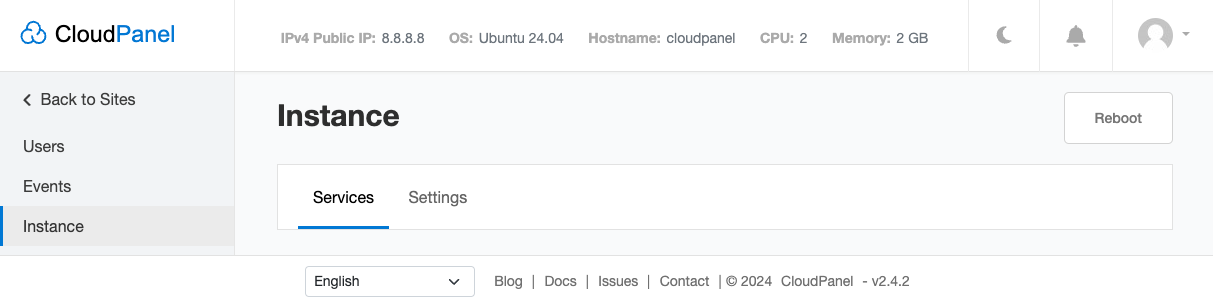 CloudPanel
IPv4 Public IP: 8.8.8.8 OS: Ubuntu 24.04 Hostname: cloudpanel CPU: 2 Memory: 2 GB
Back to Sites
Users
Events
Instance
Instance
Reboot
Services Settings
English Blog | Docs | Issues | Contact | © 2024 CloudPanel - v2.4.2